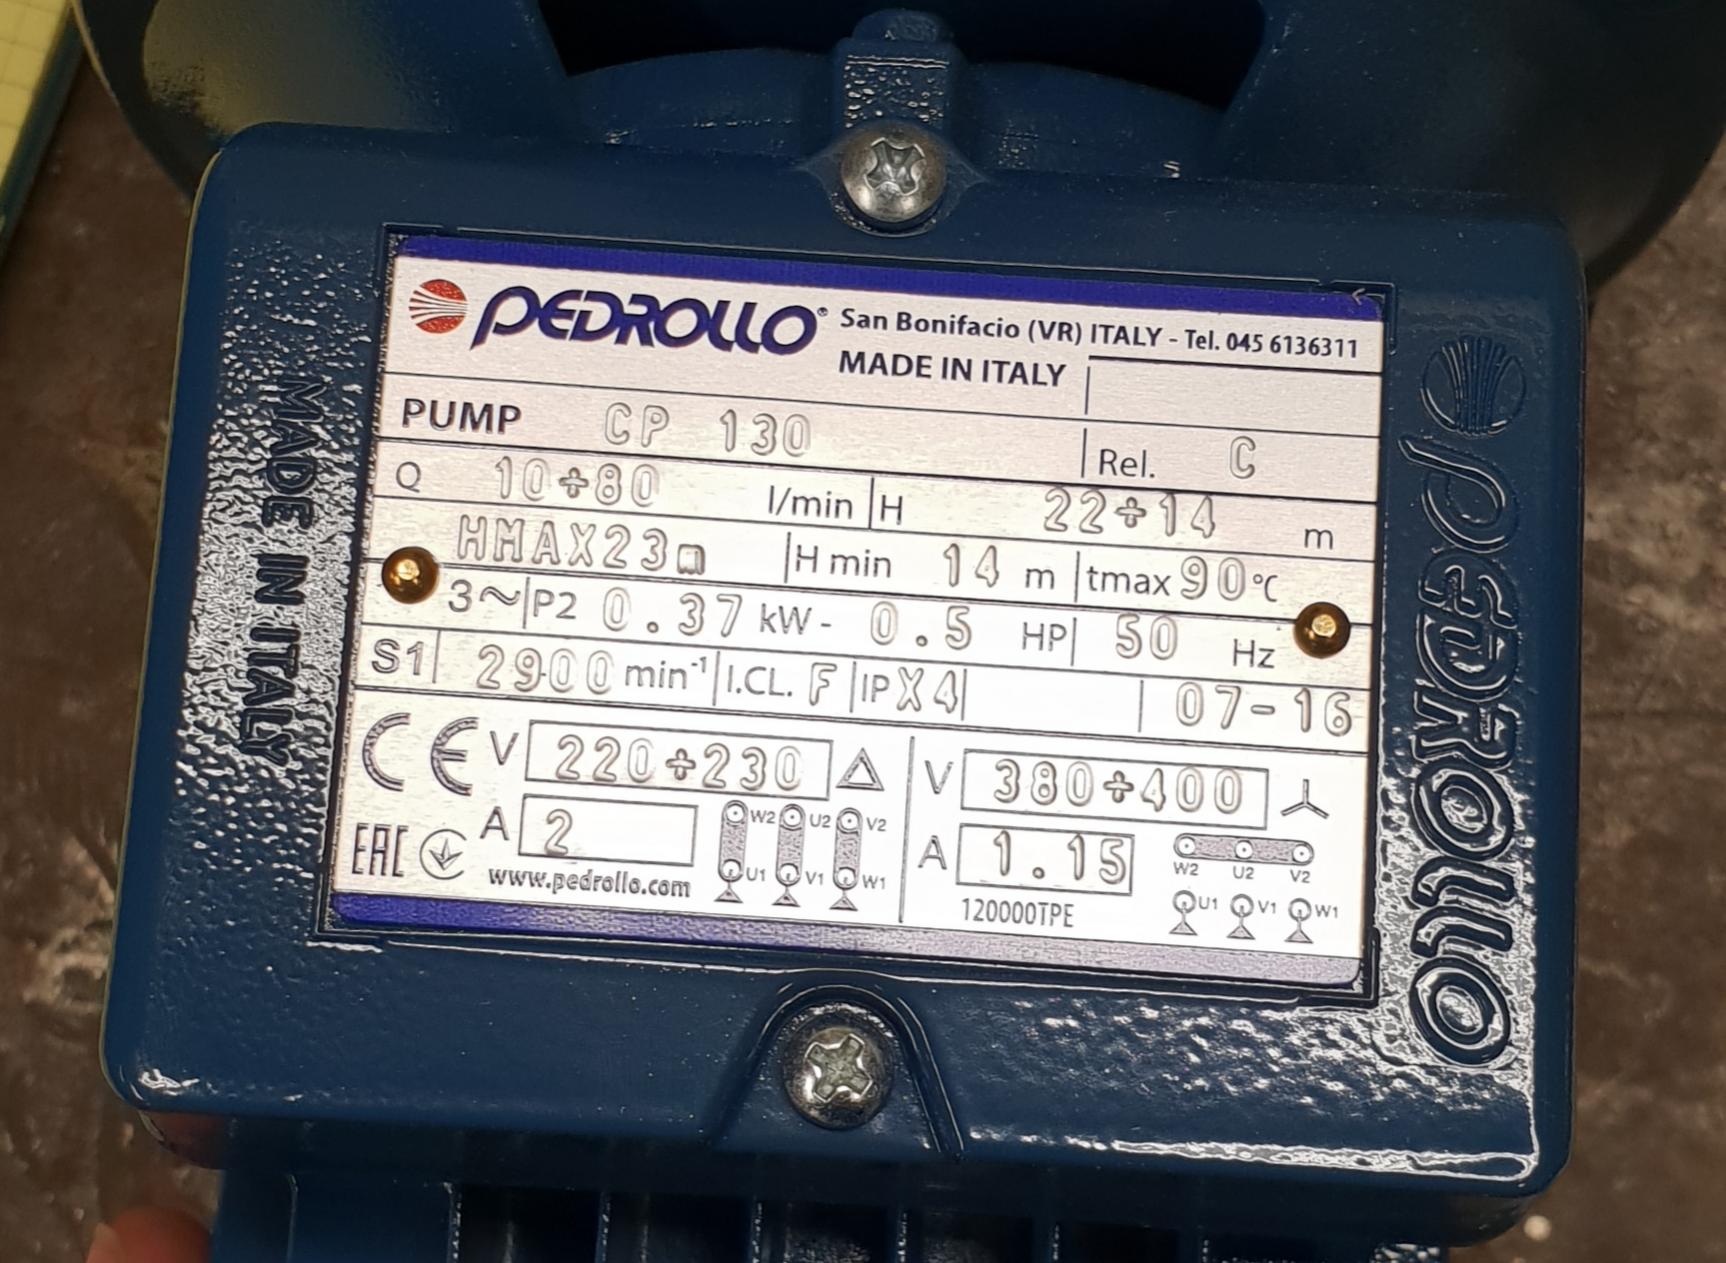 PEDROLLO® San Bonifacio (VR) ITALY - Tel. 045 6136311
MADE IN ITALY
PUMP CP 130 Rel. C
Q 10÷80 l/min H 22÷14 m
HMAX23m H min 14 m tmax 90°C
3~ P2 0.37 kW - 0.5 HP 50 Hz
S1 2900 min⁻¹ I.CL. F IP X4 07-16
CE V 220÷230 △ V 380÷400
A 2 A 1.15
W2 U2 V2
U1 V1 W1
W2 U2 V2
U1 V1 W1
EAC www.pedrollo.com 120000TPE
MADE IN ITALY
PEDROLLO